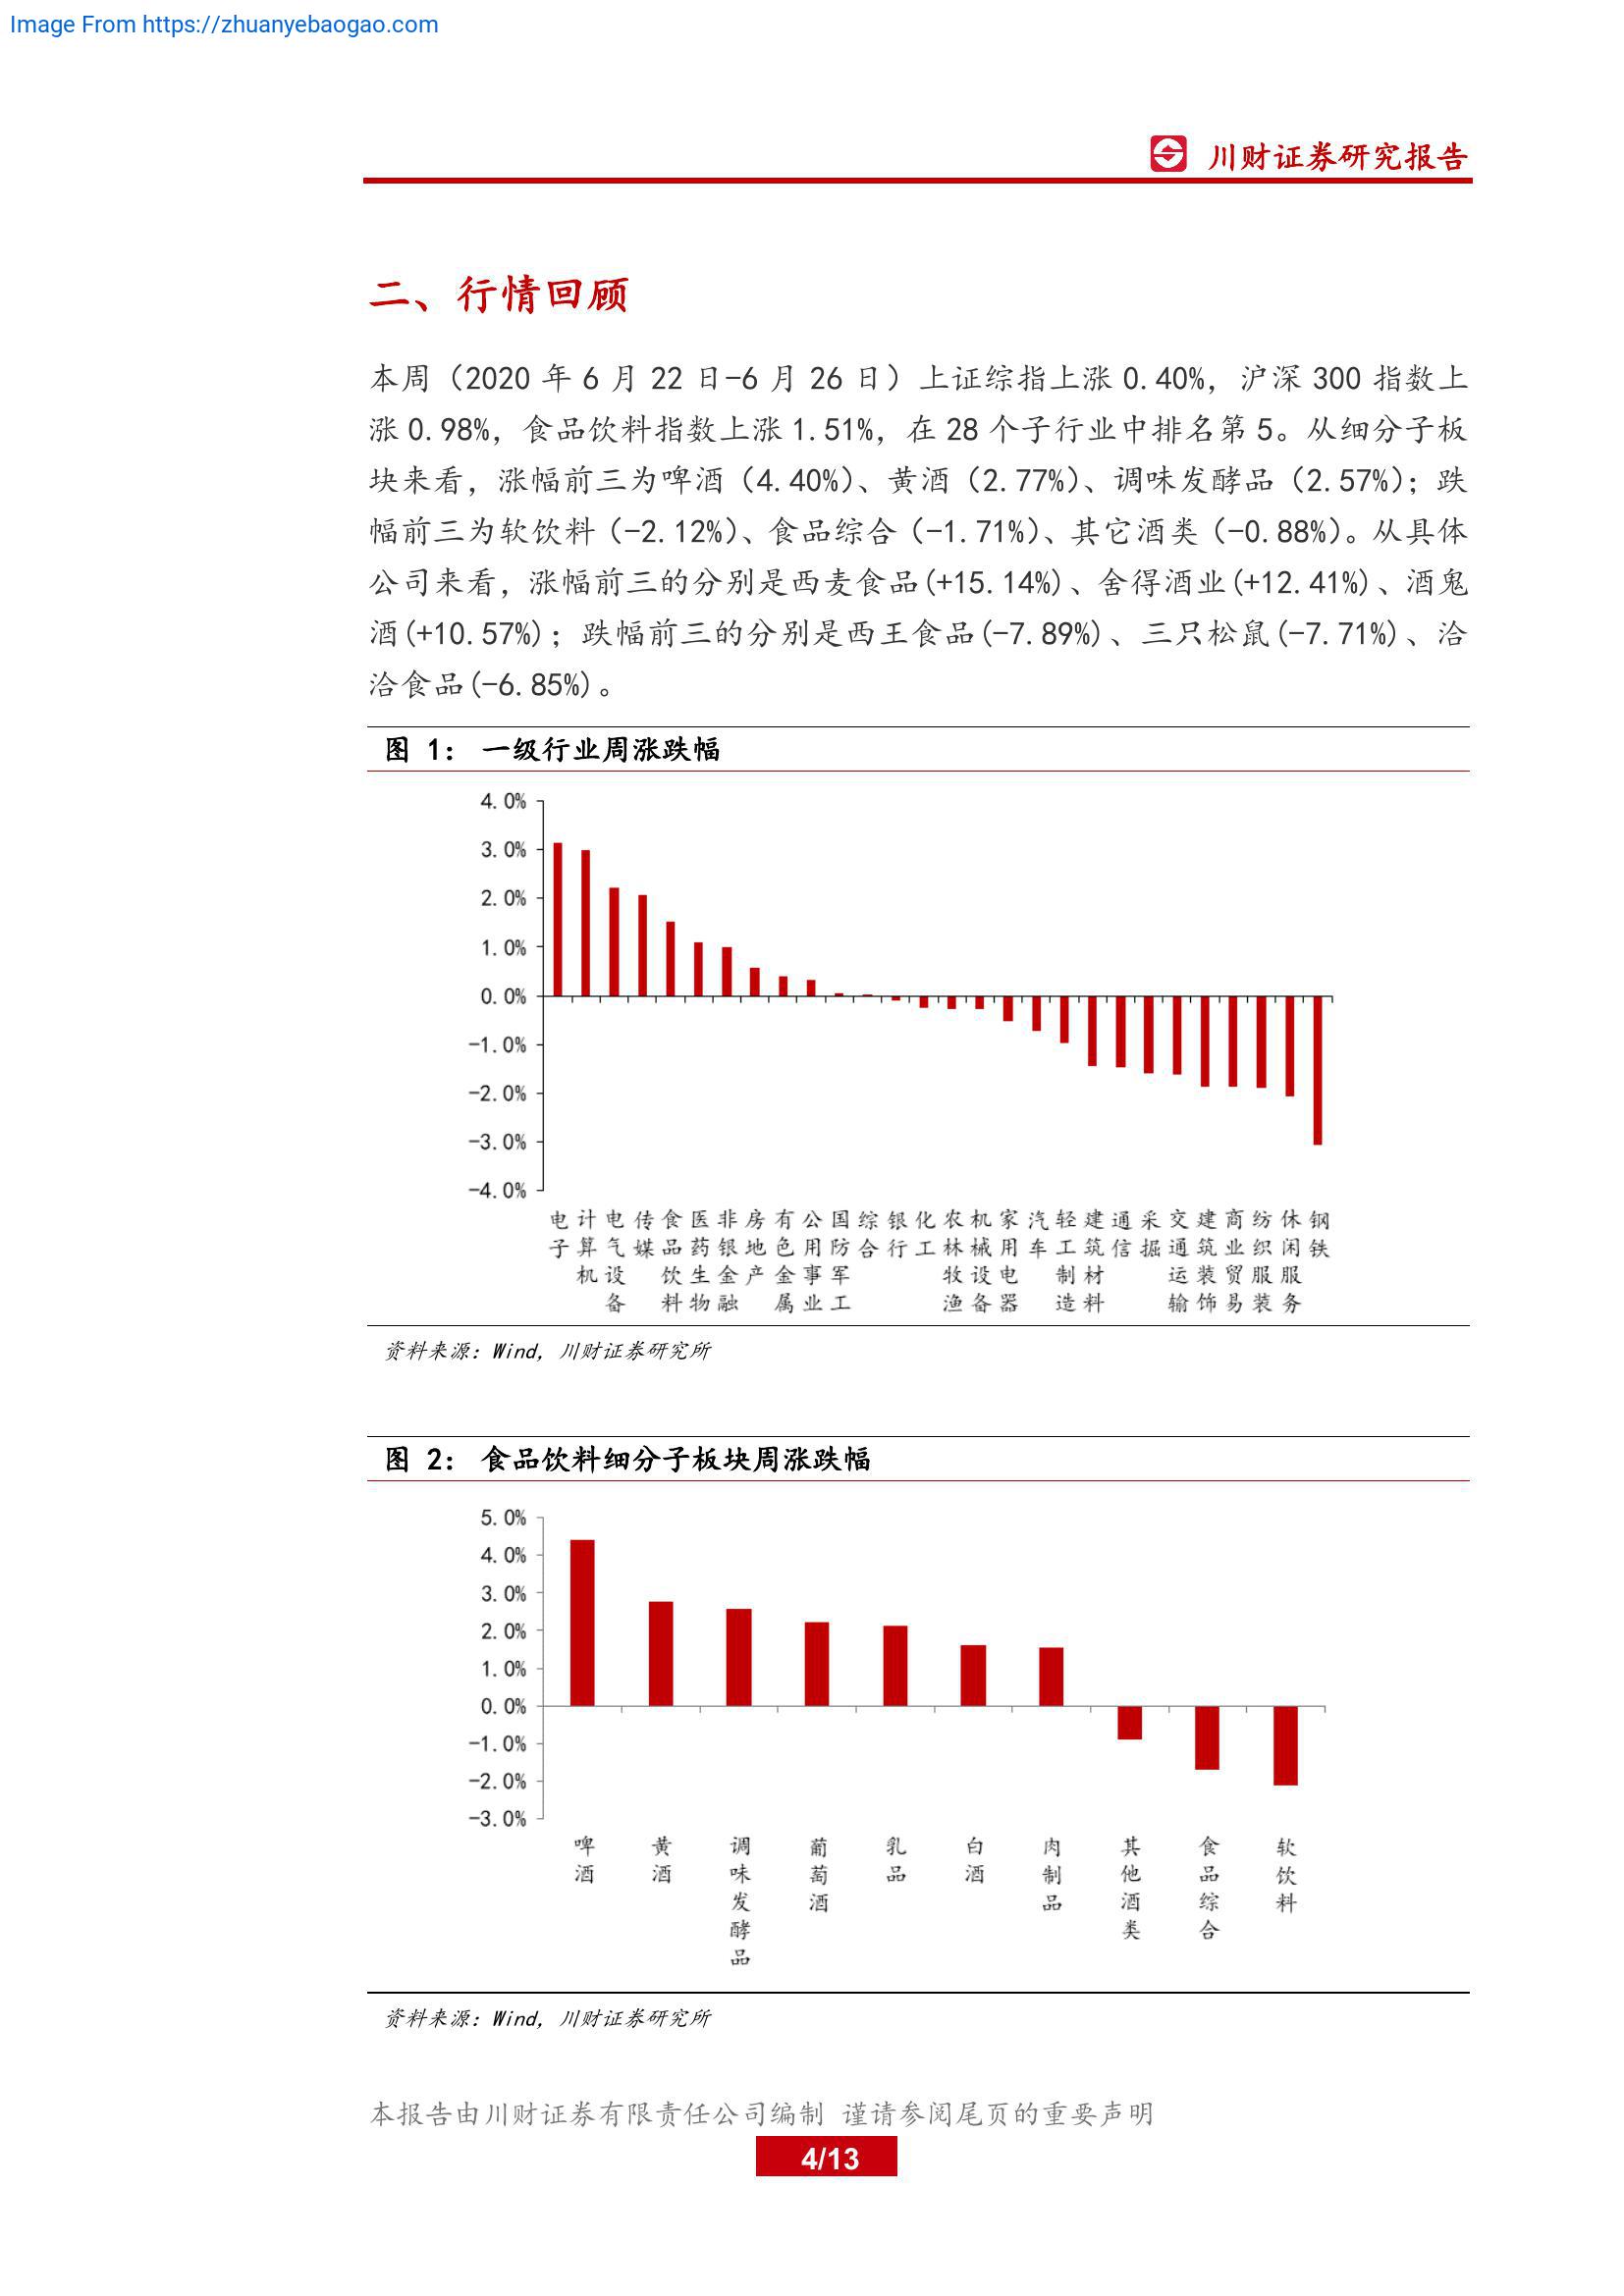 Image From https://zhuanyebaogao.com
川财证券研究报告
二、行情回顾
本周（2020 年 6 月 22 日-6 月 26 日）上证综指上涨 0.40%，沪深 300 指数上
涨 0.98%，食品饮料指数上涨 1.51%，在 28 个子行业中排名第 5。从细分子板
块来看，涨幅前三为啤酒（4.40%）、黄酒（2.77%）、调味发酵品（2.57%）；跌
幅前三为软饮料（-2.12%）、食品综合（-1.71%）、其它酒类（-0.88%）。从具体
公司来看，涨幅前三的分别是西麦食品(+15.14%)、舍得酒业(+12.41%)、酒鬼
酒(+10.57%)；跌幅前三的分别是西王食品(-7.89%)、三只松鼠(-7.71%)、洽
洽食品(-6.85%)。
图 1： 一级行业周涨跌幅
4.0%
3.0%
2.0%
1.0%
0.0%
-1.0%
-2.0%
-3.0%
-4.0%
电子
计算机
电气设备
传媒
食品饮料
医药生物
非银金融
房地产
有色金属
公用事业
国防军工
综合
银行
化工
农林牧渔
机械设备
家用电器
汽车
轻工制造
建筑材料
通信
采掘
交通运输
建筑装饰
商业贸易
纺织服装
休闲服务
钢铁
资料来源：Wind，川财证券研究所
图 2： 食品饮料细分子板块周涨跌幅
5.0%
4.0%
3.0%
2.0%
1.0%
0.0%
-1.0%
-2.0%
-3.0%
啤酒
黄酒
调味发酵品
葡萄酒
乳品
白酒
肉制品
其他酒类
食品综合
软饮料
资料来源：Wind，川财证券研究所
本报告由川财证券有限责任公司编制 谨请参阅尾页的重要声明
4/13